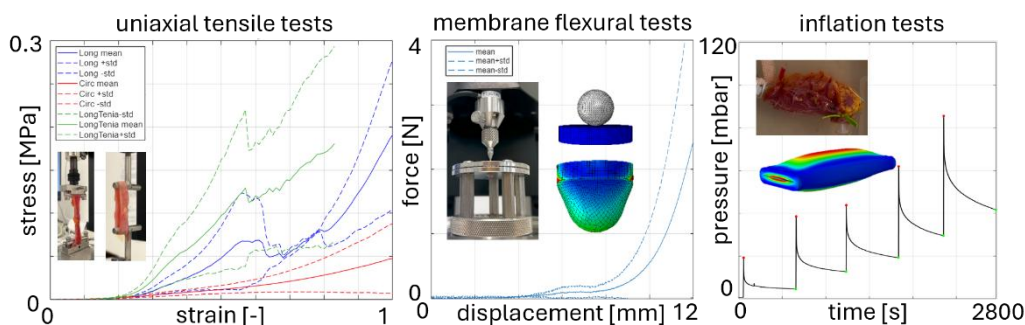 uniaxial tensile tests
0.3
stress [MPa]
Long mean
Long +std
Long -std
Circ mean
Circ +std
Circ -std
LongTenia-std
LongTenia mean
LongTenia+std
0
strain [-]
1
membrane flexural tests
4
force [N]
mean
mean+std
mean-std
0
displacement [mm]
12
inflation tests
120
pressure [mbar]
0
0
time [s]
2800